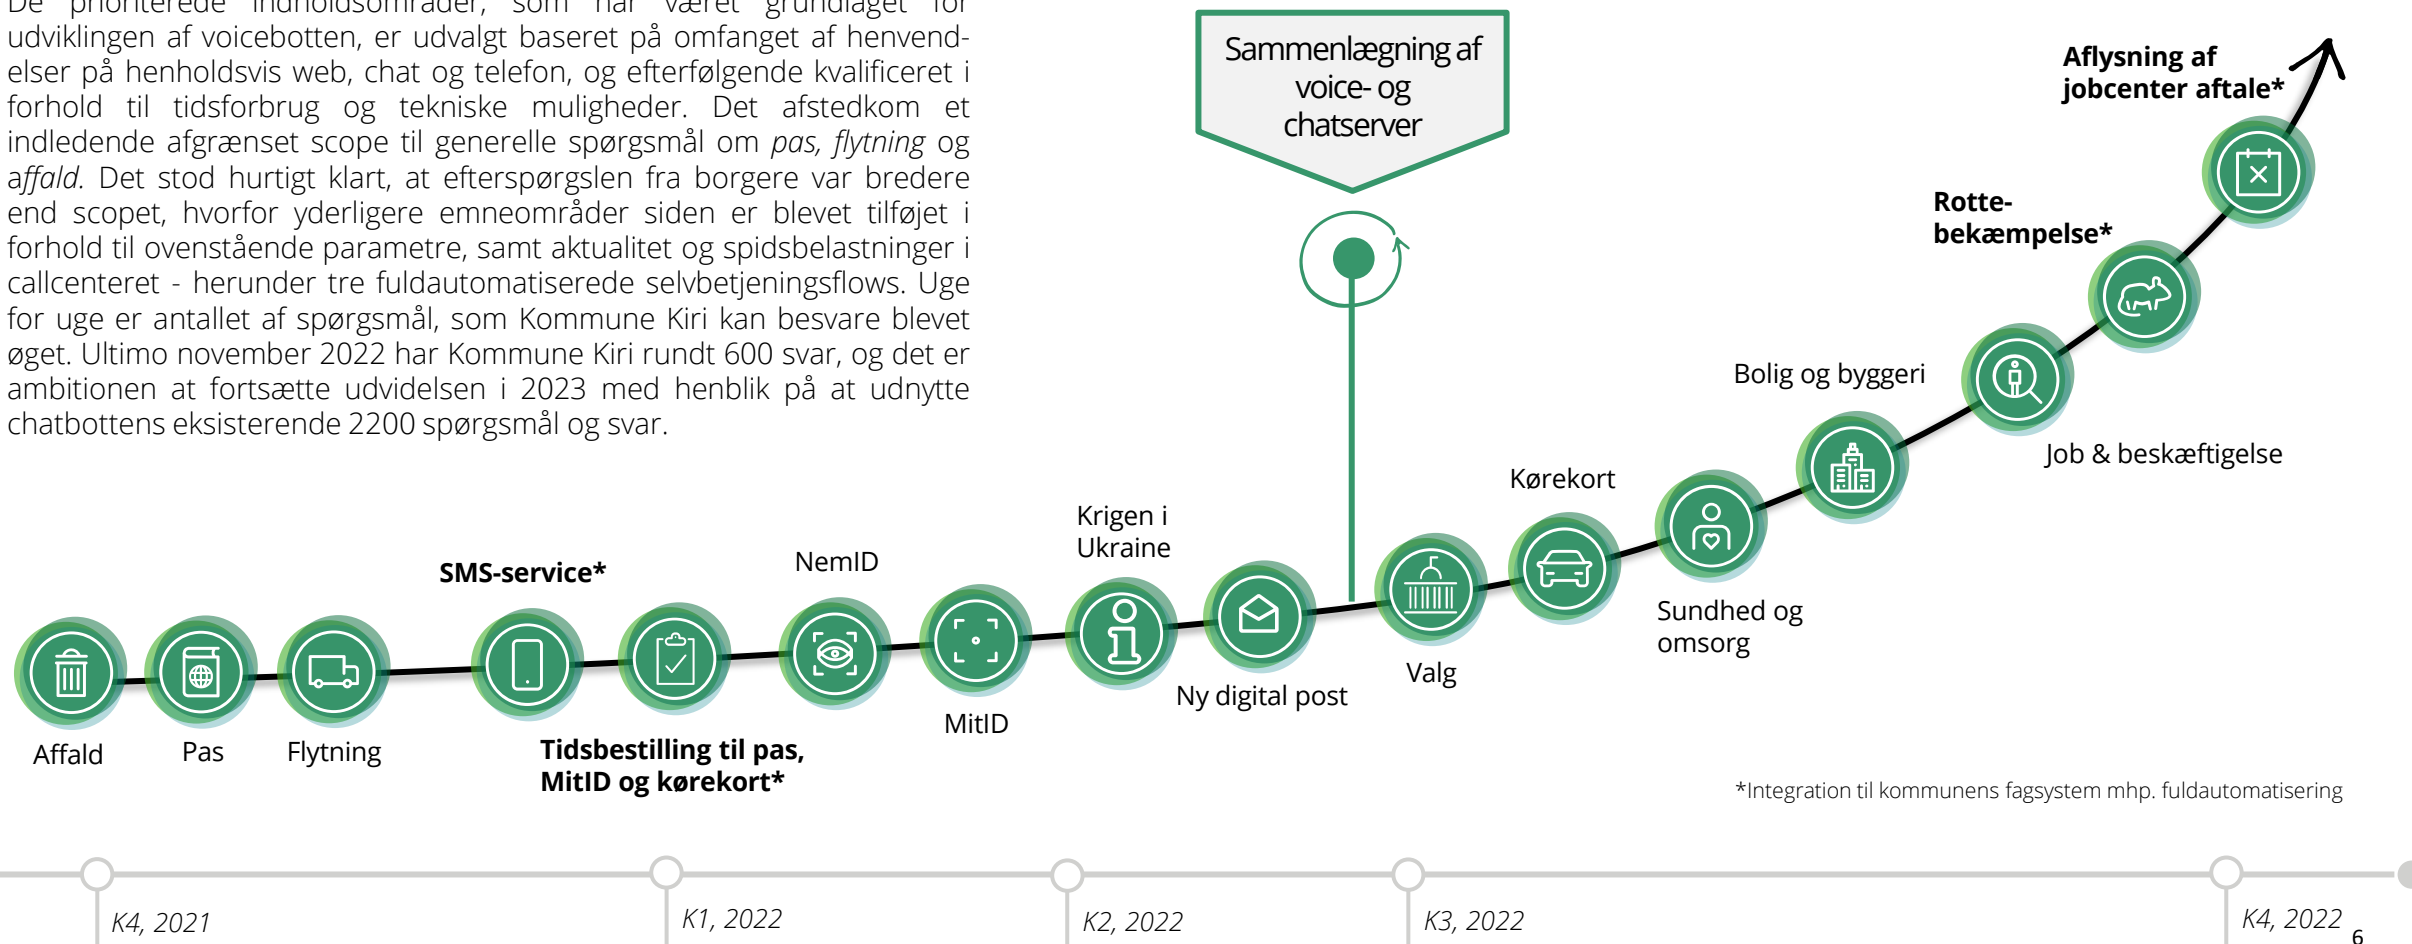 De prioriterede indholdsområder, som har været grundlaget for
udviklingen af voicebotten, er udvalgt baseret på omfanget af henvend-
elser på henholdsvis web, chat og telefon, og efterfølgende kvalificeret i
forhold til tidsforbrug og tekniske muligheder. Det afstedkom et
indledende afgrænset scope til generelle spørgsmål om pas, flytning og
affald. Det stod hurtigt klart, at efterspørgslen fra borgere var bredere
end scopet, hvorfor yderligere emneområder siden er blevet tilføjet i
forhold til ovenstående parametre, samt aktualitet og spidsbelastninger i
callcenteret - herunder tre fuldautomatiserede selvbetjeningsflows. Uge
for uge er antallet af spørgsmål, som Kommune Kiri kan besvare blevet
øget. Ultimo november 2022 har Kommune Kiri rundt 600 svar, og det er
ambitionen at fortsætte udvidelsen i 2023 med henblik på at udnytte
chatbottens eksisterende 2200 spørgsmål og svar.
Sammenlægning af
voice- og
chatserver
Affald
Pas
Flytning
SMS-service*
Tidsbestilling til pas,
MitID og kørekort*
NemID
MitID
Krigen i
Ukraine
Ny digital post
Valg
Kørekort
Sundhed og
omsorg
Bolig og byggeri
Job & beskæftigelse
Rotte-
bekæmpelse*
Aflysning af
jobcenter aftale*
*Integration til kommunens fagsystem mhp. fuldautomatisering
K4, 2021
K1, 2022
K2, 2022
K3, 2022
K4, 2022
6